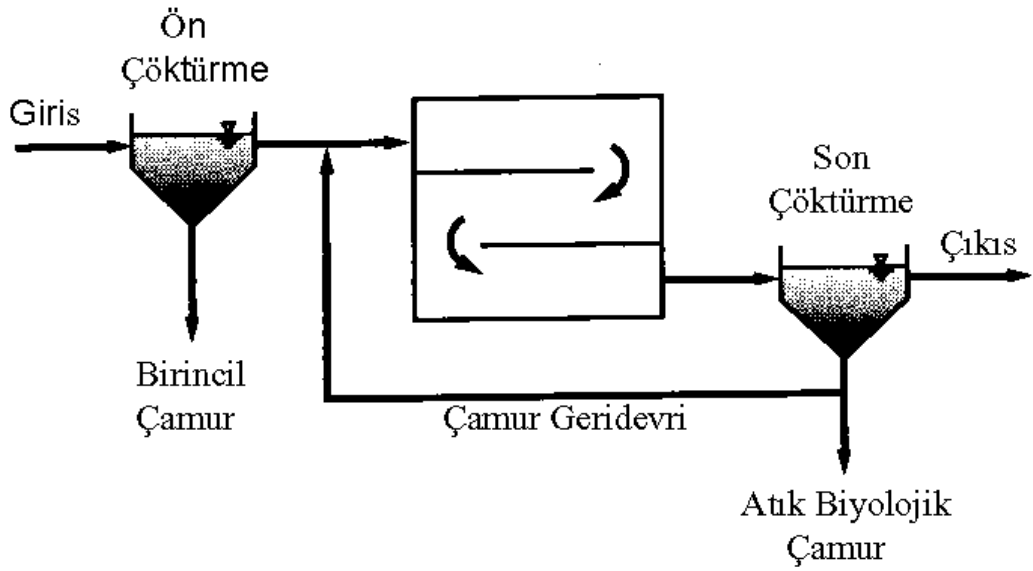 Ön
Çöktürme
Giris
Son
Çöktürme
Çıkıs
Birincil
Çamur
Çamur Geridevri
Atık Biyolojik
Çamur